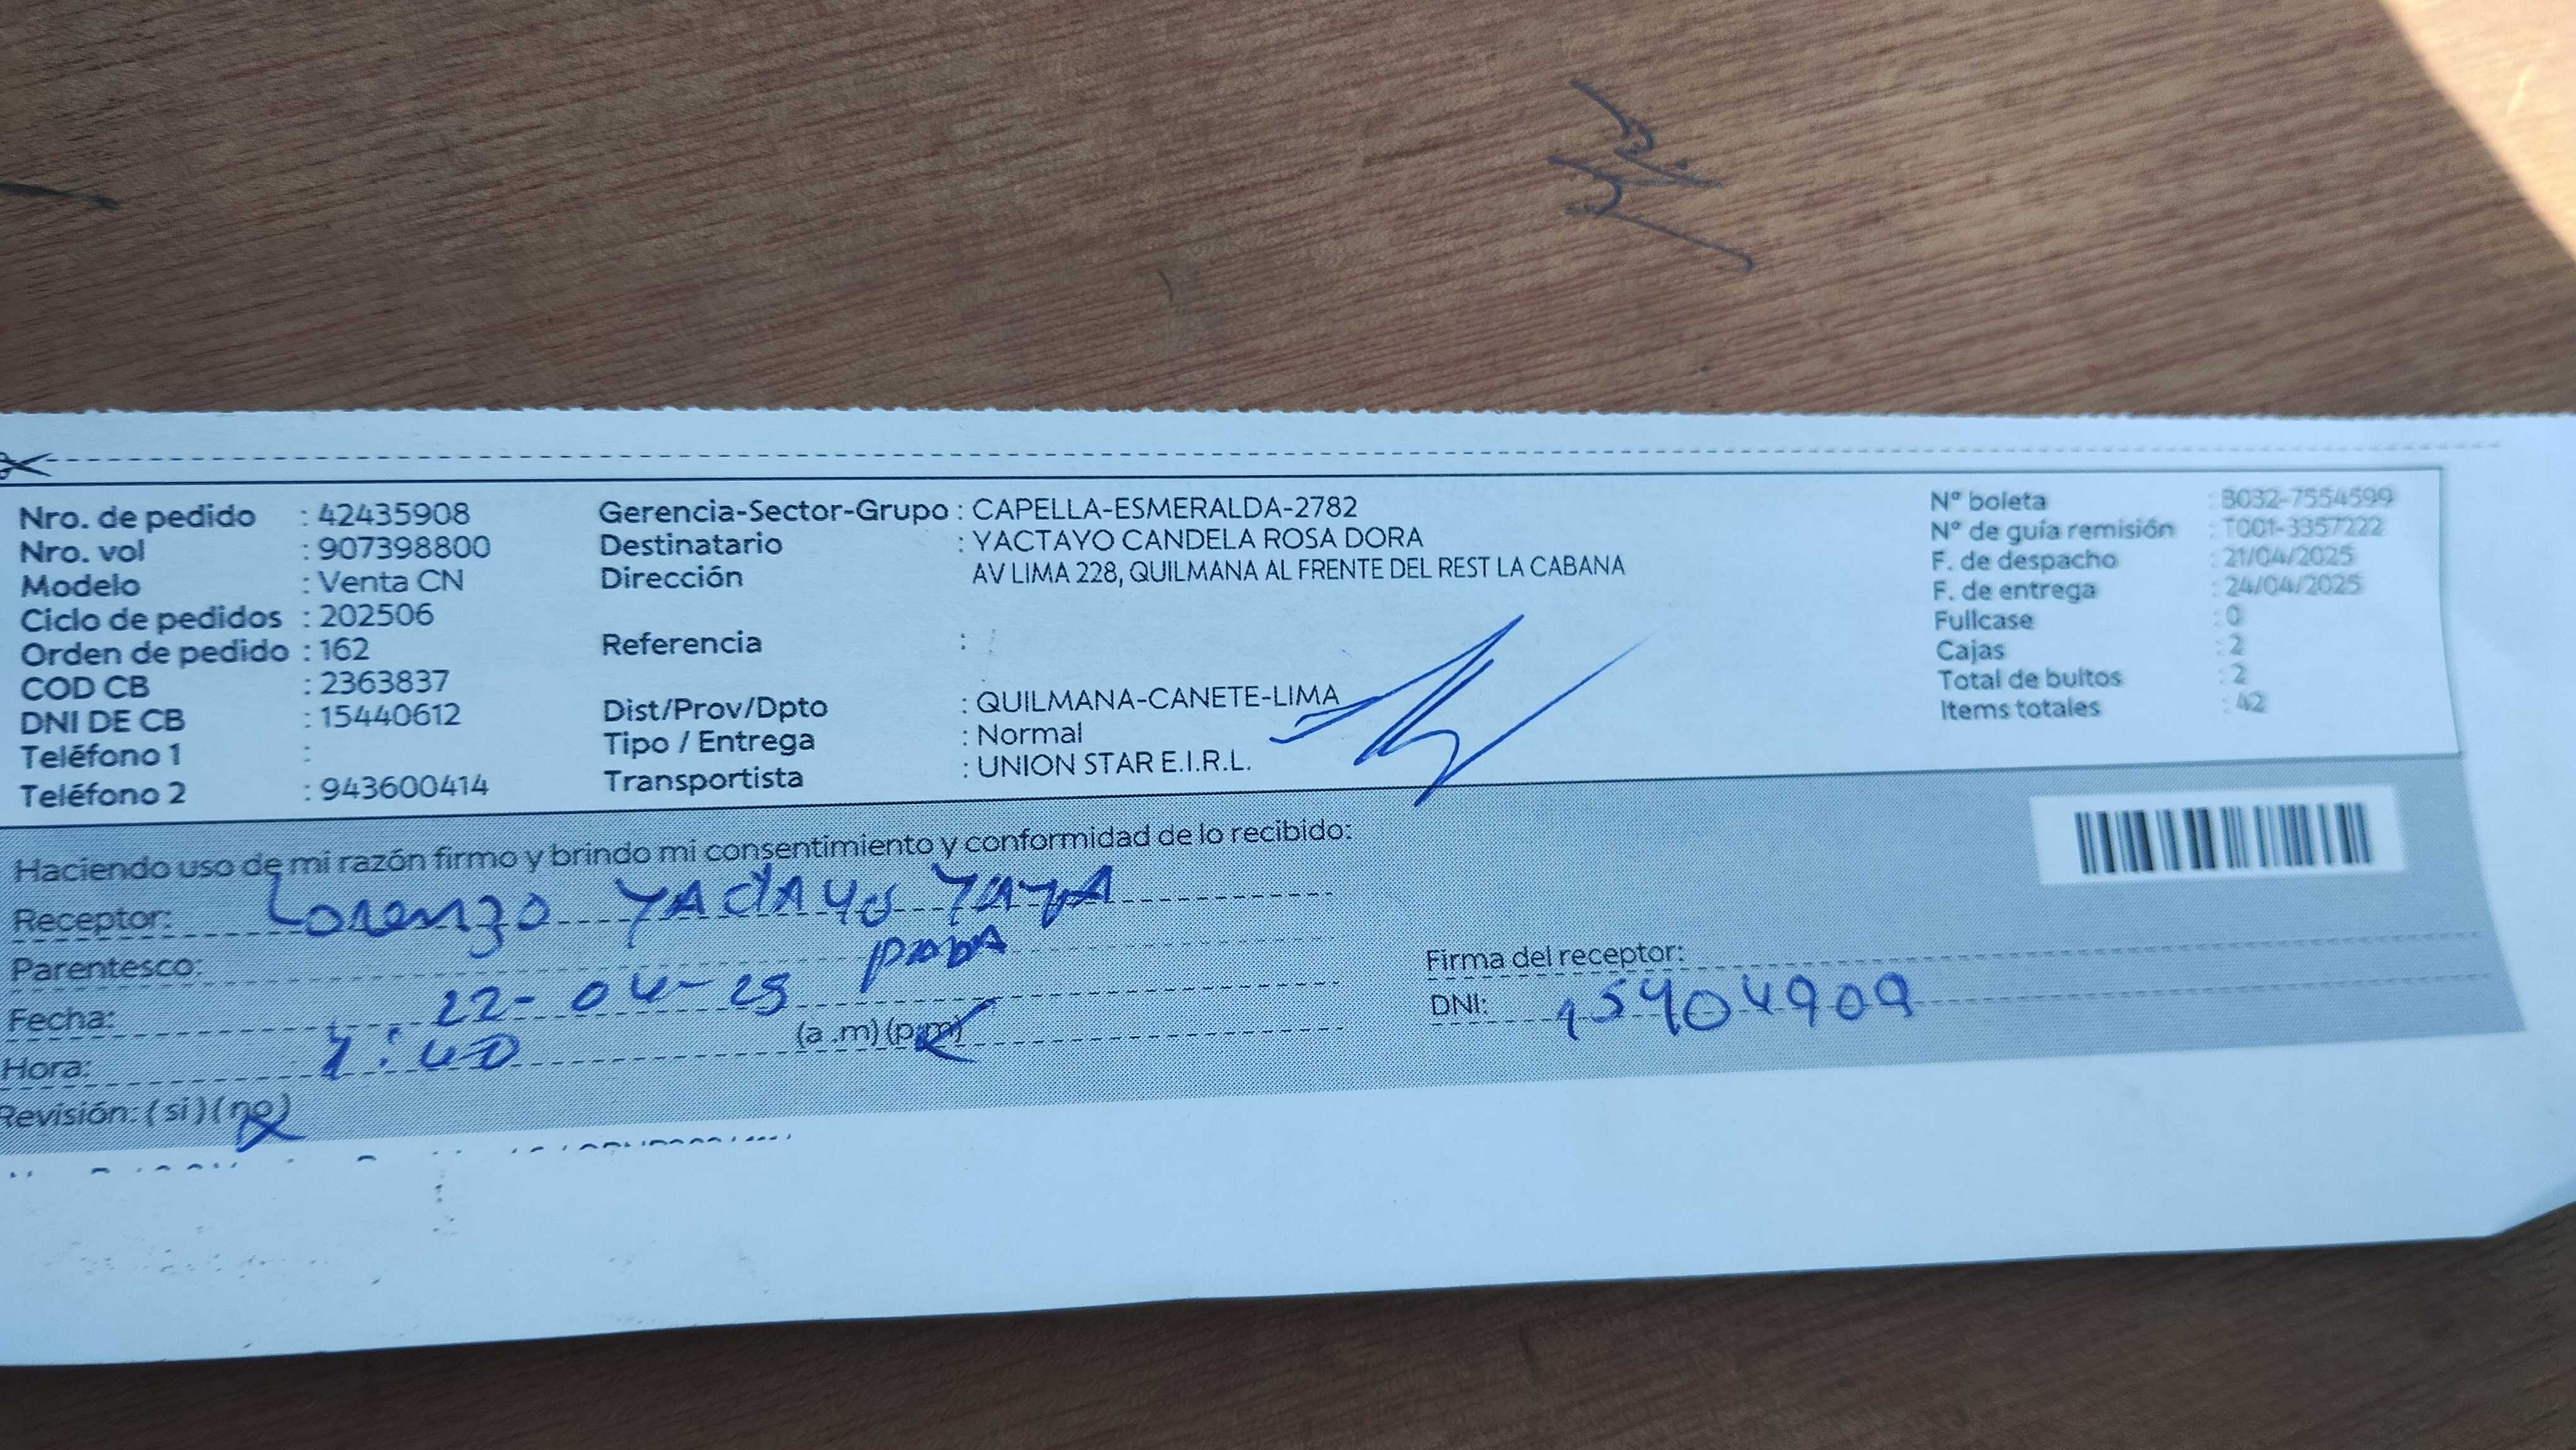 Nro. de pedido : 42435908
Nro. vol : 907398800
Modelo : Venta CN
Ciclo de pedidos : 202506
Orden de pedido : 162
COD CB : 2363837
DNI DE CB : 15440612
Teléfono 1 :
Teléfono 2 : 943600414
Gerencia-Sector-Grupo : CAPELLA-ESMERALDA-2782
Destinatario : YACTAYO CANDELA ROSA DORA
Dirección AV LIMA 228, QUILMANA AL FRENTE DEL REST LA CABANA
Referencia :
Dist/Prov/Dpto : QUILMANA-CANETE-LIMA
Tipo / Entrega : Normal
Transportista : UNION STAR E.I.R.L.
Nº boleta : B032-7554599
Nº de guía remisión : T001-3357222
F. de despacho : 21/04/2025
F. de entrega : 24/04/2025
Fullcase : 0
Cajas : 2
Total de bultos : 2
Items totales : 42
Haciendo uso de mi razón firmo y brindo mi consentimiento y conformidad de lo recibido:
Receptor: Lorenzo YACTAYO YAYA
Parentesco: papa
Fecha: 22-04-25
Hora: :40 (a .m) (p.m)
Revisión: ( si ) ( no )
Firma del receptor:
DNI: 15404909